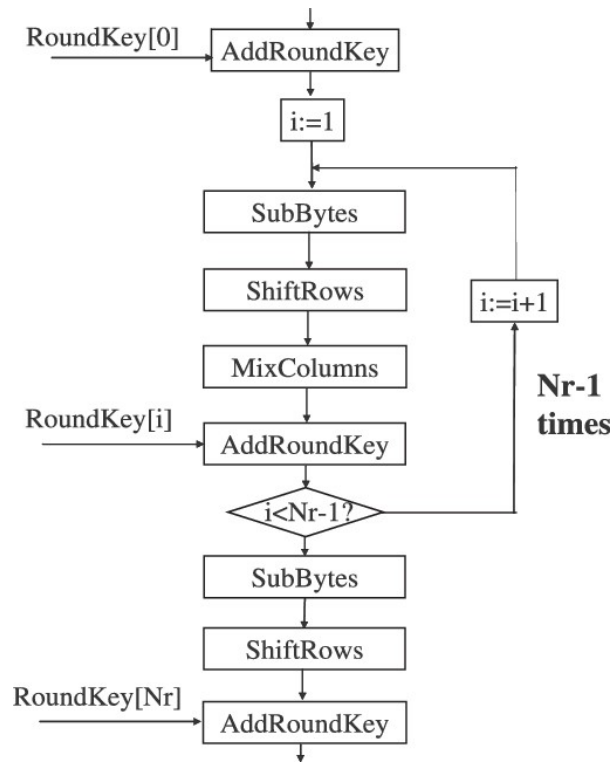 RoundKey[0]
AddRoundKey
i:=1
SubBytes
ShiftRows
i:=i+1
MixColumns
Nr-1
times
RoundKey[i]
AddRoundKey
i<Nr-1?
SubBytes
ShiftRows
RoundKey[Nr]
AddRoundKey